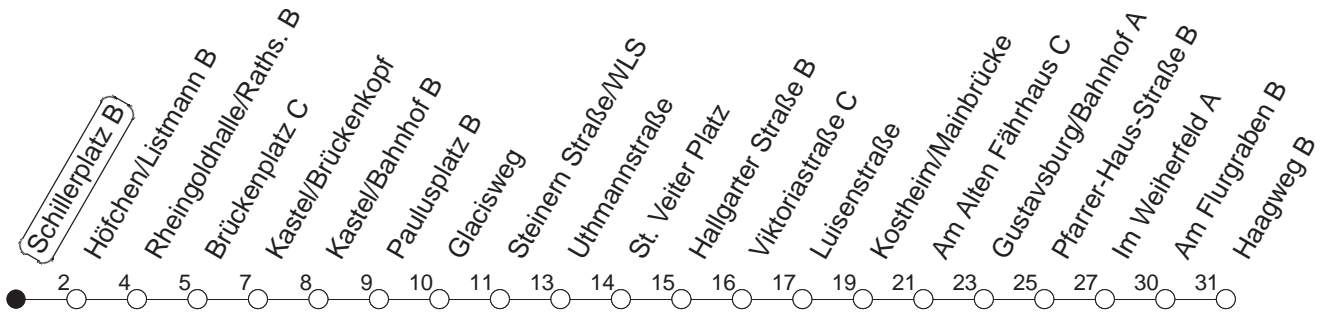 Schillerplatz B
Höfchen/Listmann B
Rheingoldhalle/Raths. B
Brückenplatz C
Kastel/Brückenkopf
Kastel/Bahnhof B
Paulusplatz B
Glacisweg
Steinern Straße/WLS
Uthmannstraße
St. Veiter Platz
Hallgarter Straße B
Viktoriastraße C
Luisenstraße
Kostheim/Mainbrücke
Am Alten Fährhaus C
Gustavsburg/Bahnhof A
Pfarrer-Haus-Straße B
Im Weiherfeld A
Am Flurgraben B
Haagweg B
2 4 5 7 8 9 10 11 13 14 15 16 17 19 21 23 25 27 30 31